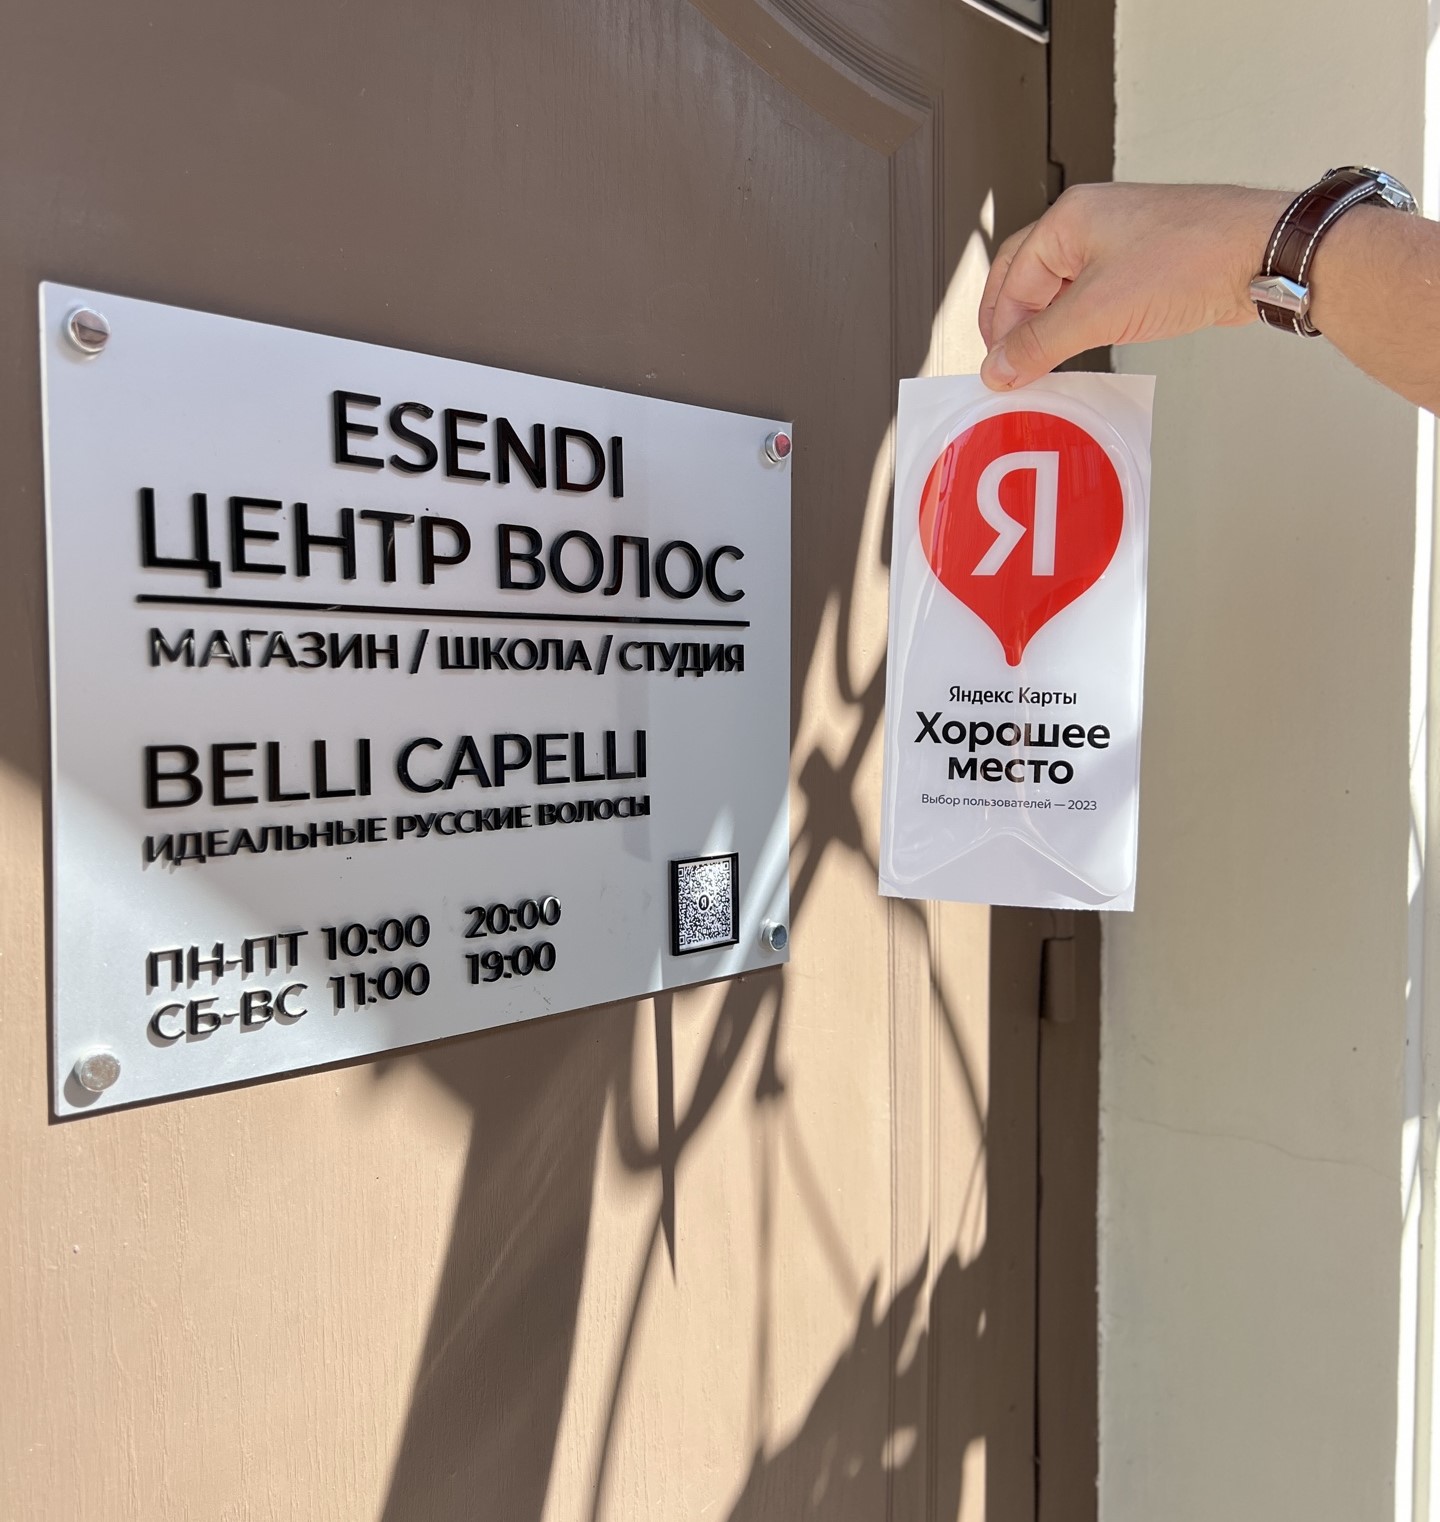 ESENDI
ЦЕНТР ВОЛОС
МАГАЗИН / ШКОЛА / СТУДИЯ
BELLI CAPELLI
ИДЕАЛЬНЫЕ РУССКИЕ ВОЛОСЫ
ПН-ПТ 10:00 20:00
СБ-ВС 11:00 19:00
Я
Я
Яндекс Карты
Хорошее
место
Выбор пользователей — 2023